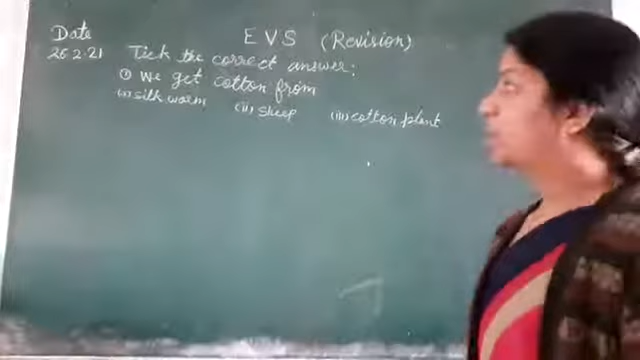 Date
E V S (Revision)
26.2.21
Tick the correct answer:
① We get cotton from
(i) silk warm (ii) sheep (iii) cotton plant